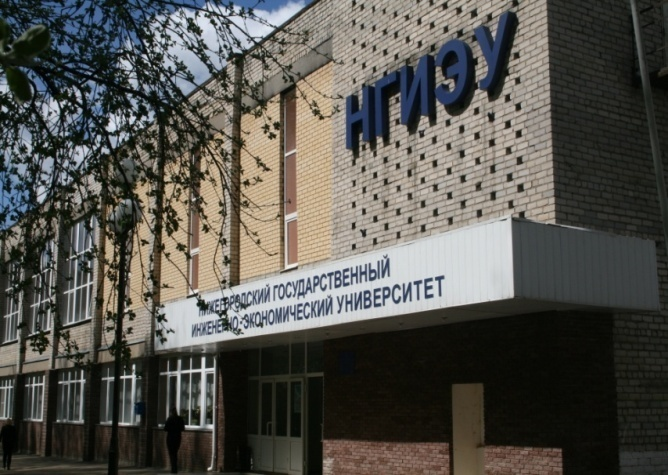 НГИЭУ
НИЖЕГОРОДСКИЙ ГОСУДАРСТВЕННЫЙ
ИНЖЕНЕРНО-ЭКОНОМИЧЕСКИЙ УНИВЕРСИТЕТ